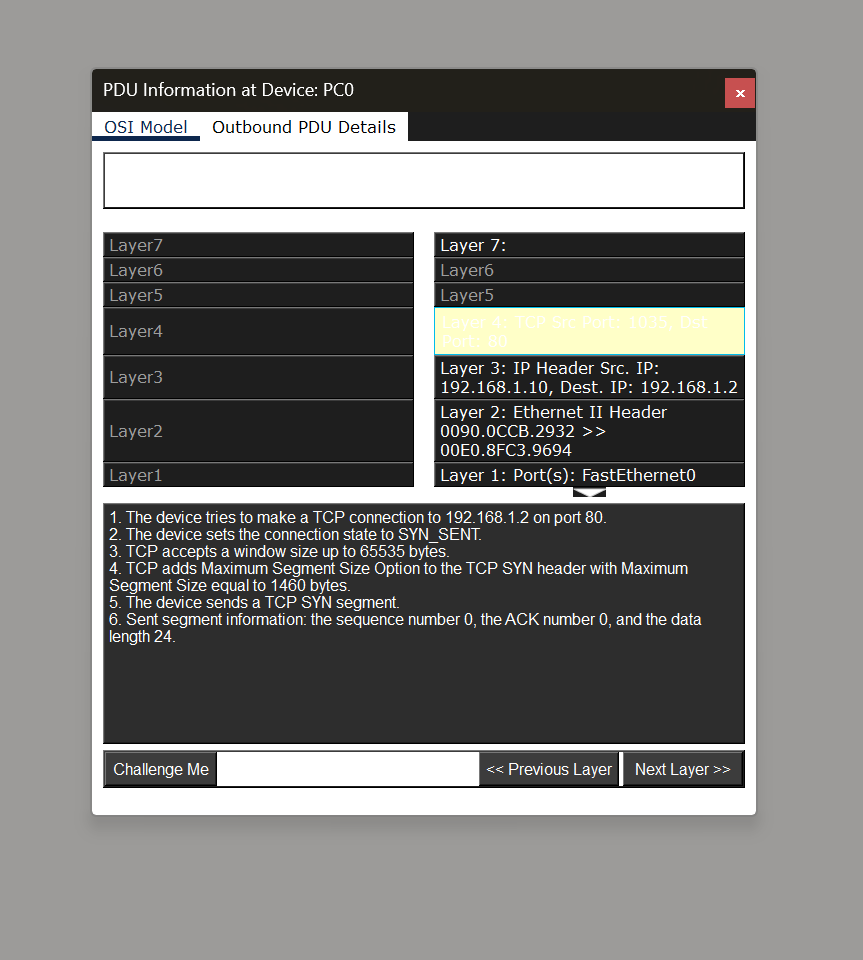 PDU Information at Device: PC0
×
OSI Model
Outbound PDU Details
Layer7
Layer6
Layer5
Layer4
Layer3
Layer2
Layer1
Layer 7:
Layer6
Layer5
Layer 4: TCP Src Port: 1035, Dst
Port: 80
Layer 3: IP Header Src. IP:
192.168.1.10, Dest. IP: 192.168.1.2
Layer 2: Ethernet II Header
0090.0CCB.2932 >>
00E0.8FC3.9694
Layer 1: Port(s): FastEthernet0
1. The device tries to make a TCP connection to 192.168.1.2 on port 80.
2. The device sets the connection state to SYN_SENT.
3. TCP accepts a window size up to 65535 bytes.
4. TCP adds Maximum Segment Size Option to the TCP SYN header with Maximum
Segment Size equal to 1460 bytes.
5. The device sends a TCP SYN segment.
6. Sent segment information: the sequence number 0, the ACK number 0, and the data
length 24.
Challenge Me
<< Previous Layer
Next Layer >>